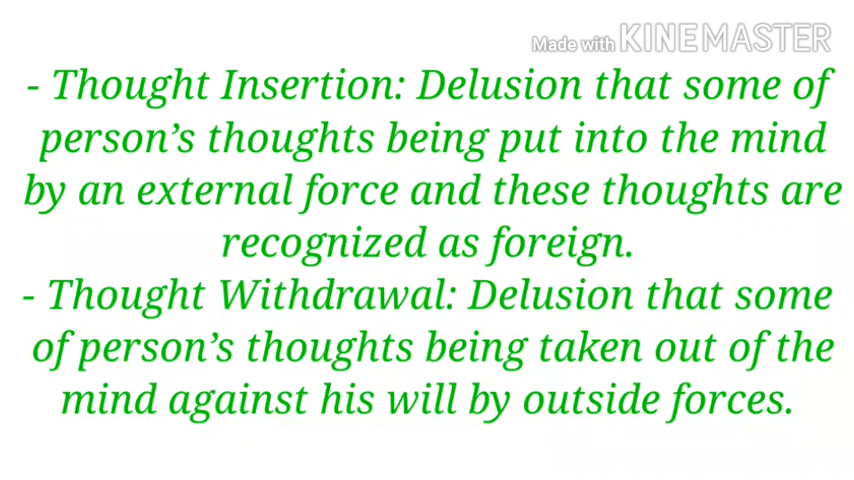 Made with KINEMASTER
- Thought Insertion: Delusion that some of
person’s thoughts being put into the mind
by an external force and these thoughts are
recognized as foreign.
- Thought Withdrawal: Delusion that some
of person’s thoughts being taken out of the
mind against his will by outside forces.